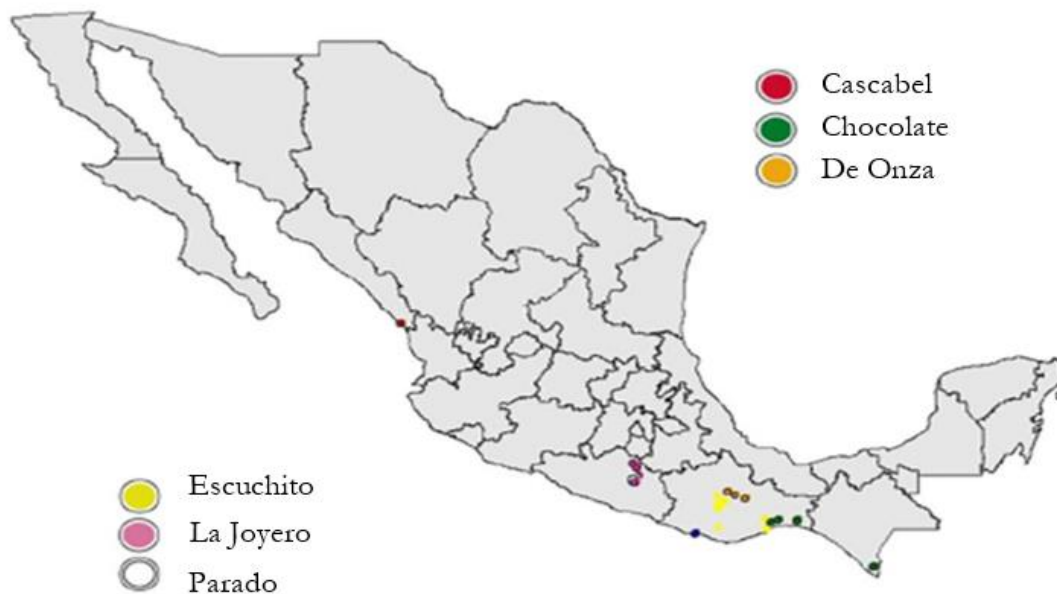 Cascabel
Chocolate
De Onza
Escuchito
La Joyero
Parado